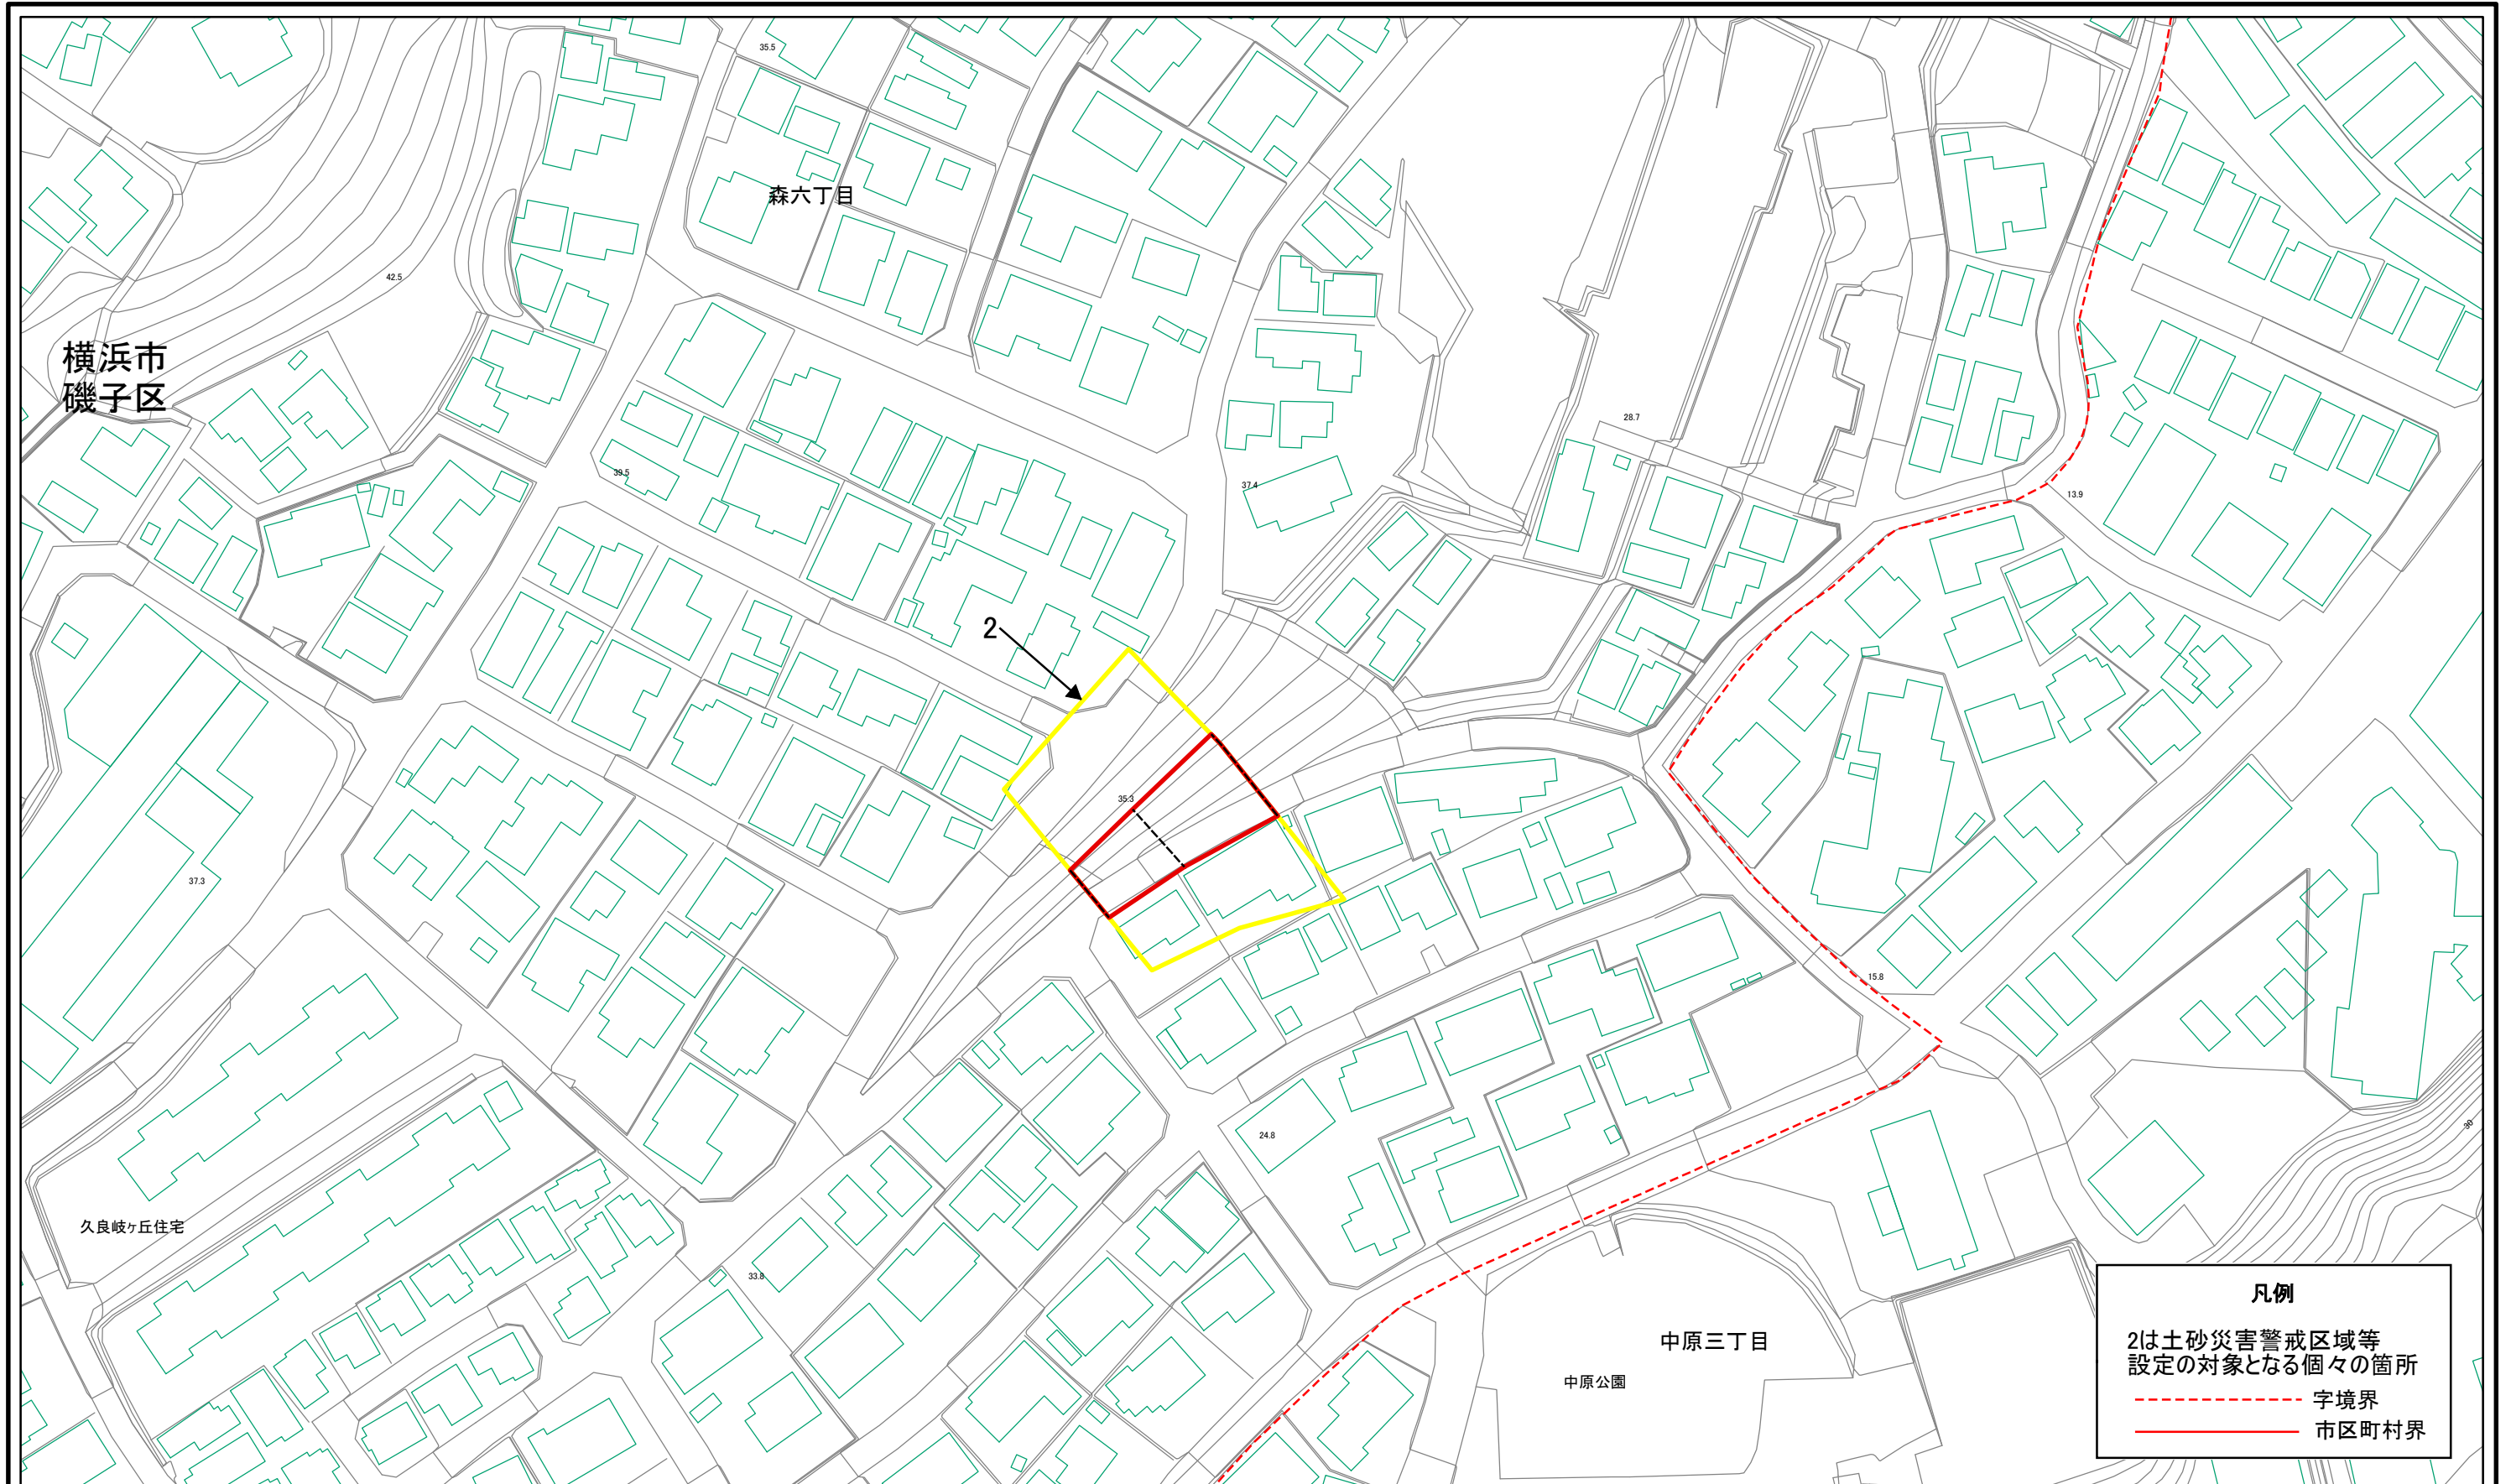 35.5
森六丁目
42.5
横浜市
磯子区
28.7
39.5
37.4
13.9
2
35.3
37.3
15.8
24.8
30
久良岐ヶ丘住宅
33.8
中原三丁目
中原公園
凡例
2は土砂災害警戒区域等
設定の対象となる個々の箇所
字境界
市区町村界